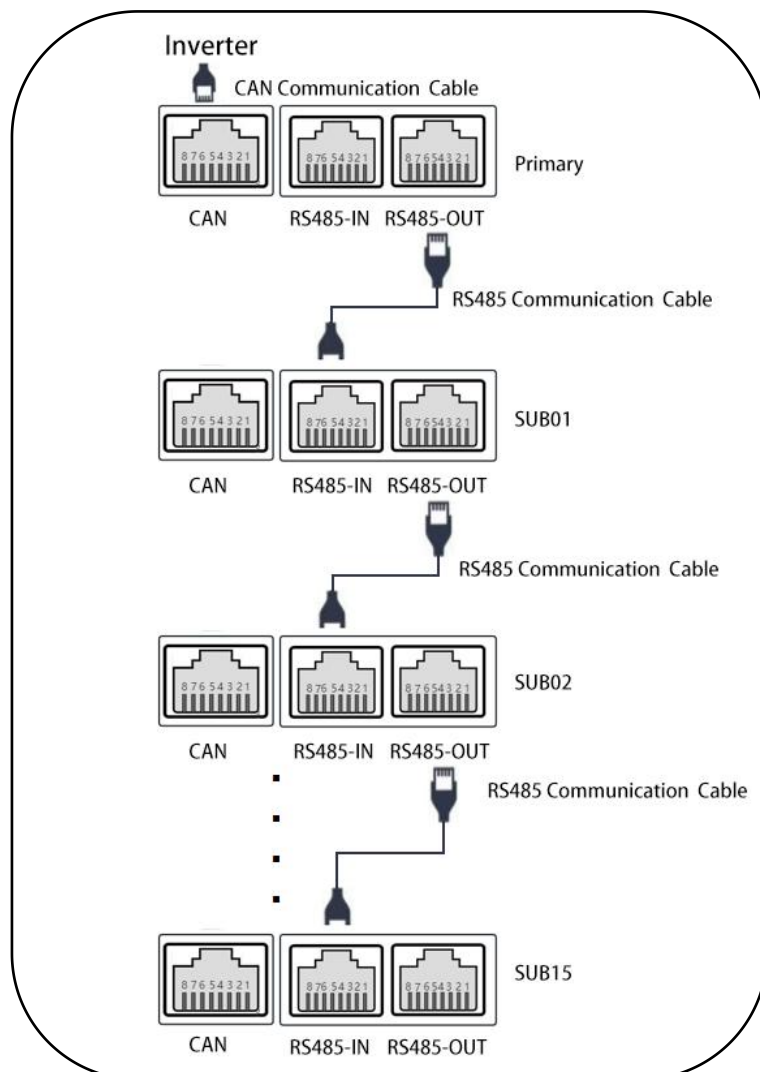 Inverter
CAN Communication Cable
8 7 6 5 4 3 2 1 8 7 6 5 4 3 2 1 8 7 6 5 4 3 2 1
Primary
CAN RS485-IN RS485-OUT
RS485 Communication Cable
8 7 6 5 4 3 2 1 8 7 6 5 4 3 2 1 8 7 6 5 4 3 2 1
SUB01
CAN RS485-IN RS485-OUT
RS485 Communication Cable
8 7 6 5 4 3 2 1 8 7 6 5 4 3 2 1 8 7 6 5 4 3 2 1
SUB02
CAN RS485-IN RS485-OUT
RS485 Communication Cable
8 7 6 5 4 3 2 1 8 7 6 5 4 3 2 1 8 7 6 5 4 3 2 1
SUB15
CAN RS485-IN RS485-OUT